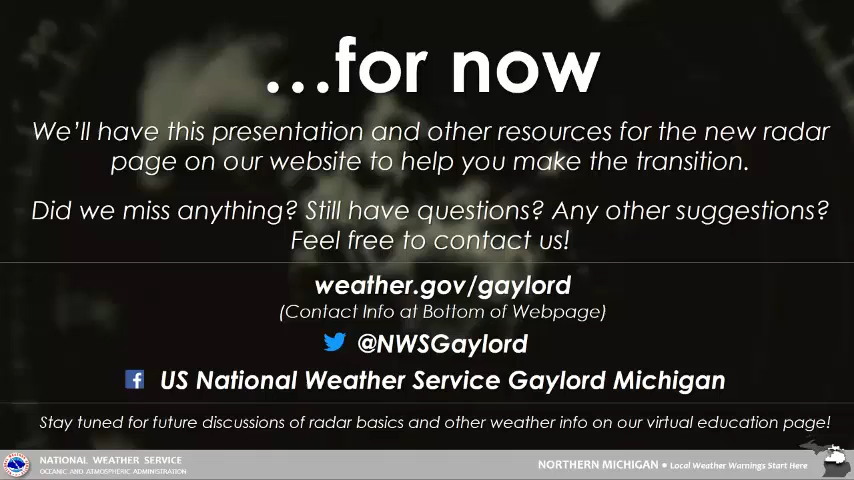 ...for now
We'll have this presentation and other resources for the new radar
page on our website to help you make the transition.
Did we miss anything? Still have questions? Any other suggestions?
Feel free to contact us!
weather.gov/gaylord
(Contact Info at Bottom of Webpage)
@NWSGaylord
US National Weather Service Gaylord Michigan
Stay tuned for future discussions of radar basics and other weather info on our virtual education page!
NATIONAL WEATHER SERVICE
OCEANIC AND ATMOSPHERIC ADMINISTRATION
NORTHERN MICHIGAN • Local Weather Warnings Start Here